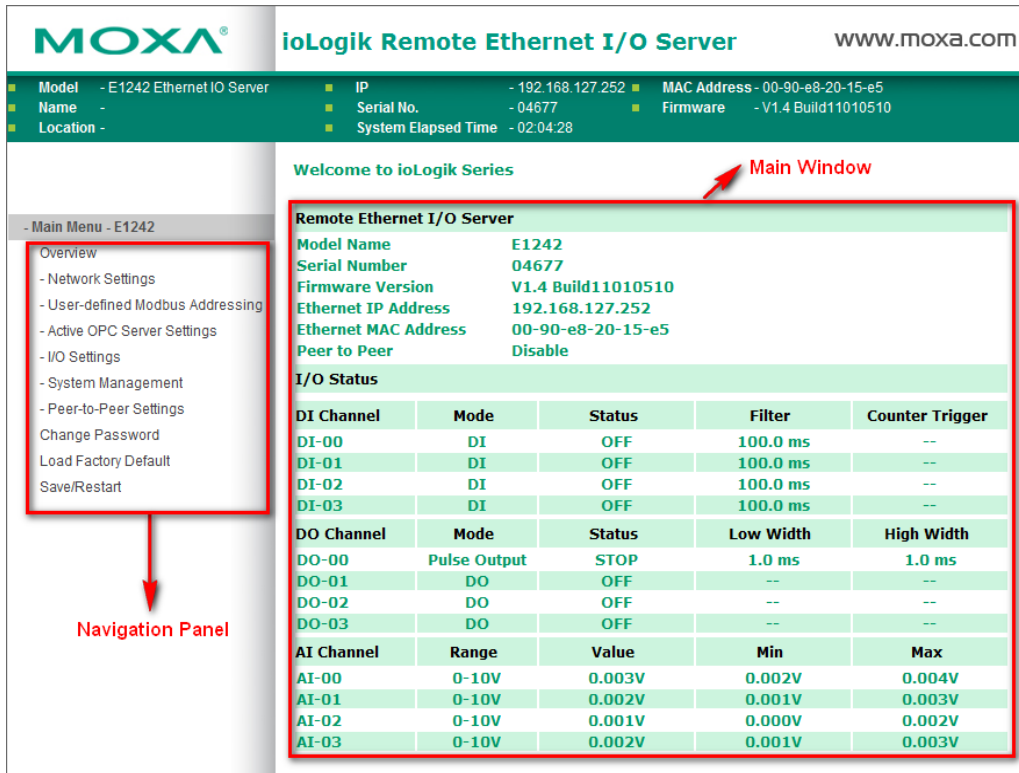 MOXA® ioLogik Remote Ethernet I/O Server www.moxa.com
Model - E1242 Ethernet IO Server IP - 192.168.127.252 MAC Address - 00-90-e8-20-15-e5
Name - Serial No. - 04677 Firmware - V1.4 Build11010510
Location - System Elapsed Time - 02:04:28
Welcome to ioLogik Series
Main Window
- Main Menu - E1242
Overview
- Network Settings
- User-defined Modbus Addressing
- Active OPC Server Settings
- I/O Settings
- System Management
- Peer-to-Peer Settings
Change Password
Load Factory Default
Save/Restart
Navigation Panel
Remote Ethernet I/O Server
Model Name E1242
Serial Number 04677
Firmware Version V1.4 Build11010510
Ethernet IP Address 192.168.127.252
Ethernet MAC Address 00-90-e8-20-15-e5
Peer to Peer Disable
I/O Status
DI Channel Mode Status Filter Counter Trigger
DI-00 DI OFF 100.0 ms --
DI-01 DI OFF 100.0 ms --
DI-02 DI OFF 100.0 ms --
DI-03 DI OFF 100.0 ms --
DO Channel Mode Status Low Width High Width
DO-00 Pulse Output STOP 1.0 ms 1.0 ms
DO-01 DO OFF -- --
DO-02 DO OFF -- --
DO-03 DO OFF -- --
AI Channel Range Value Min Max
AI-00 0-10V 0.003V 0.002V 0.004V
AI-01 0-10V 0.002V 0.001V 0.003V
AI-02 0-10V 0.001V 0.000V 0.002V
AI-03 0-10V 0.002V 0.001V 0.003V